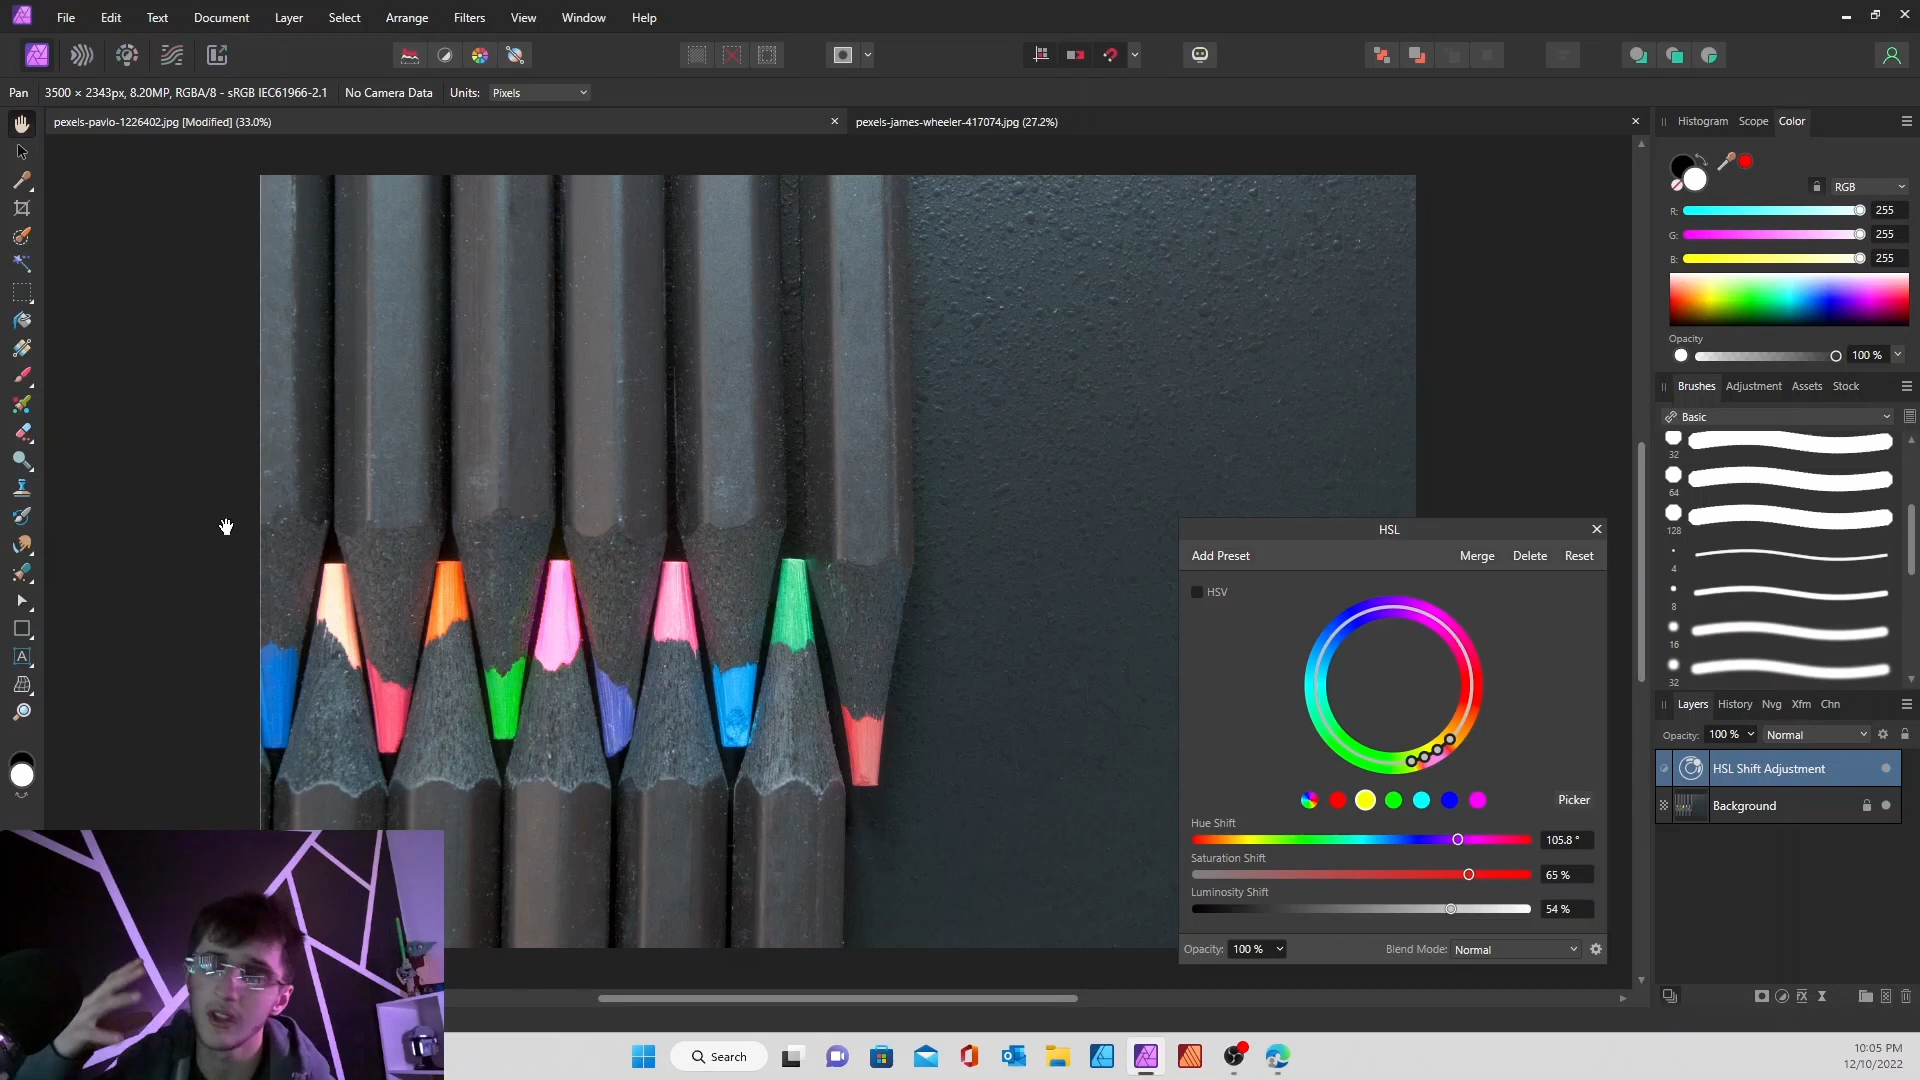 File Edit Text Document Layer Select Arrange Filters View Window Help
Pan 3500 × 2343px, 8.20MP, RGBA/8 - sRGB IEC61966-2.1 No Camera Data Units: Pixels
pexels-pavlo-1226402.jpg [Modified] (33.0%)
pexels-james-wheeler-417074.jpg (27.2%)
Histogram Scope Color
RGB
R: 255
G: 255
B: 255
Opacity
100 %
Brushes Adjustment Assets Stock
Basic
32
64
128
4
8
16
32
HSL
Add Preset Merge Delete Reset
HSV
Picker
Hue Shift
105.8 °
Saturation Shift
65 %
Luminosity Shift
54 %
Opacity: 100 % Blend Mode: Normal
Layers History Nvg Xfm Chn
Opacity: 100 % Normal
HSL Shift Adjustment
Background
Search
10:05 PM
12/10/2022